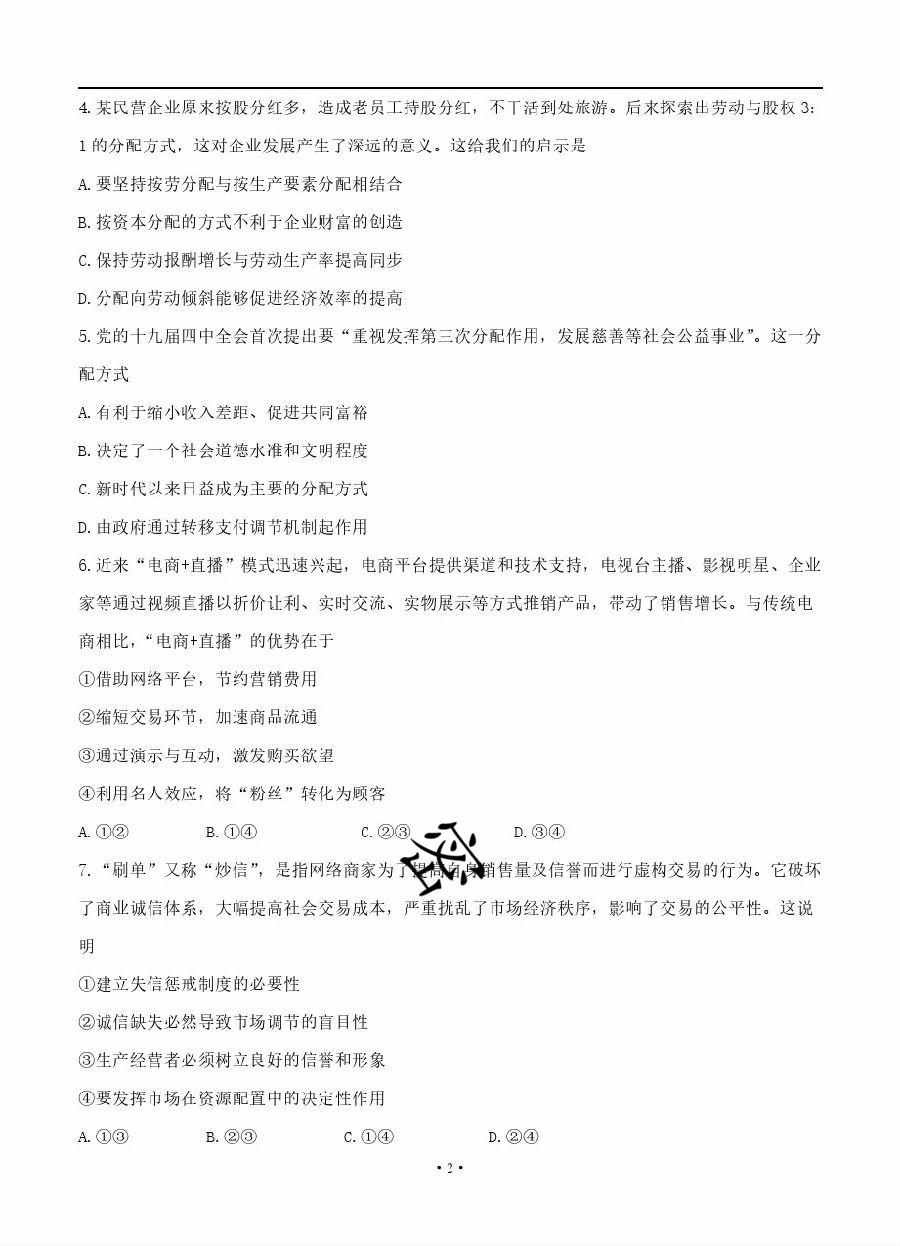 4. 某民营企业原来按股分红多，造成老员工持股分红，不干活到处旅游。后来探索出劳动与股权 3：
1 的分配方式，这对企业发展产生了深远的意义。这给我们的启示是
A. 要坚持按劳分配与按生产要素分配相结合
B. 按资本分配的方式不利于企业财富的创造
C. 保持劳动报酬增长与劳动生产率提高同步
D. 分配向劳动倾斜能够促进经济效率的提高
5. 党的十九届四中全会首次提出要“重视发挥第三次分配作用，发展慈善等社会公益事业”。这一分
配方式
A. 有利于缩小收入差距、促进共同富裕
B. 决定了一个社会道德水准和文明程度
C. 新时代以来日益成为主要的分配方式
D. 由政府通过转移支付调节机制起作用
6. 近来“电商+直播”模式迅速兴起，电商平台提供渠道和技术支持，电视台主播、影视明星、企业
家等通过视频直播以折价让利、实时交流、实物展示等方式推销产品，带动了销售增长。与传统电
商相比，“电商+直播”的优势在于
①借助网络平台，节约营销费用
②缩短交易环节，加速商品流通
③通过演示与互动，激发购买欲望
④利用名人效应，将“粉丝”转化为顾客
A. ①② B. ①④ C. ②③ D. ③④
7. “刷单”又称“炒信”，是指网络商家为了提高自身销售量及信誉而进行虚构交易的行为。它破坏
了商业诚信体系，大幅提高社会交易成本，严重扰乱了市场经济秩序，影响了交易的公平性。这说
明
①建立失信惩戒制度的必要性
②诚信缺失必然导致市场调节的盲目性
③生产经营者必须树立良好的信誉和形象
④要发挥市场在资源配置中的决定性作用
A. ①③ B. ②③ C. ①④ D. ②④
• 2 •